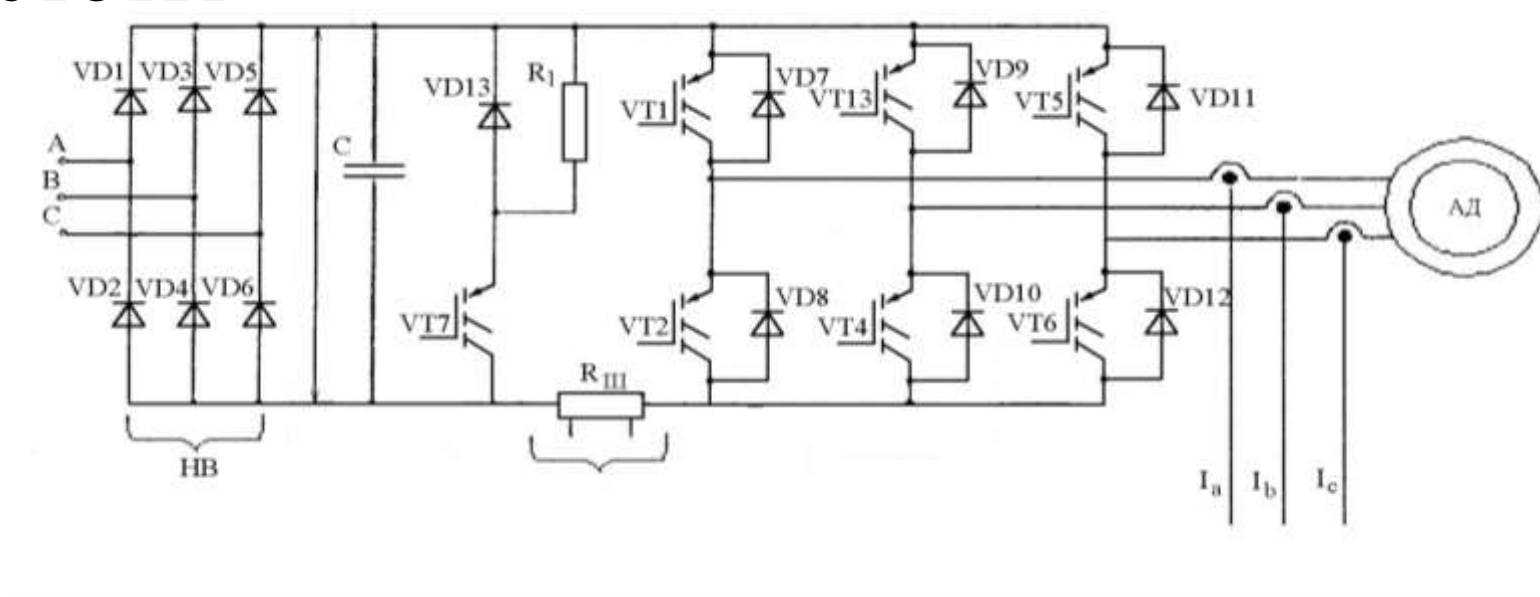 VD1 VD3 VD5
A
B
C
VD2 VD4 VD6
НВ
C
VD13
R1
VT7
RШ
VT1
VD7
VT13
VD9
VT5
VD11
VT2
VD8
VT4
VD10
VT6
VD12
АД
Ia Ib Ic